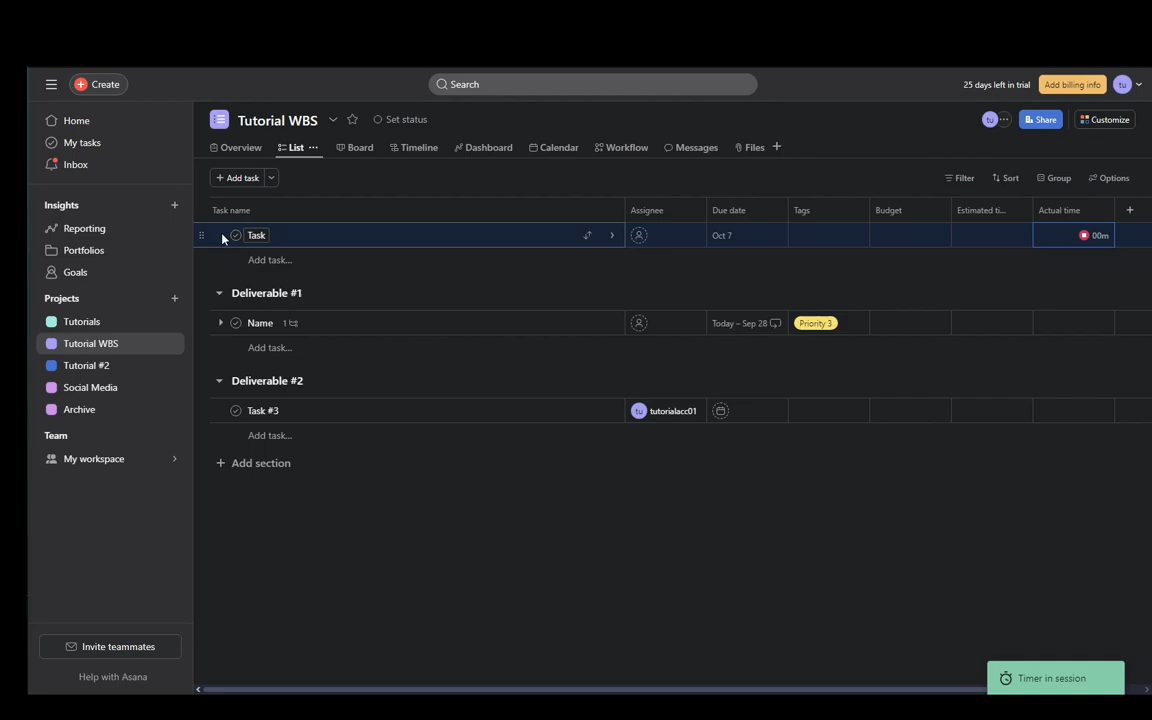 Create
Search
25 days left in trial
Add billing info
tu
Home
My tasks
Inbox
Insights
Reporting
Portfolios
Goals
Projects
Tutorials
Tutorial WBS
Tutorial #2
Social Media
Archive
Team
My workspace
Invite teammates
Help with Asana
Tutorial WBS
Set status
tu
Share
Customize
Overview
List
Board
Timeline
Dashboard
Calendar
Workflow
Messages
Files
Add task
Filter
Sort
Group
Options
Task name
Assignee
Due date
Tags
Budget
Estimated ti...
Actual time
Task
Oct 7
00m
Add task...
Deliverable #1
Name 1
Today – Sep 28
Priority 3
Add task...
Deliverable #2
Task #3
tu tutorialacc01
Add task...
Add section
Timer in session